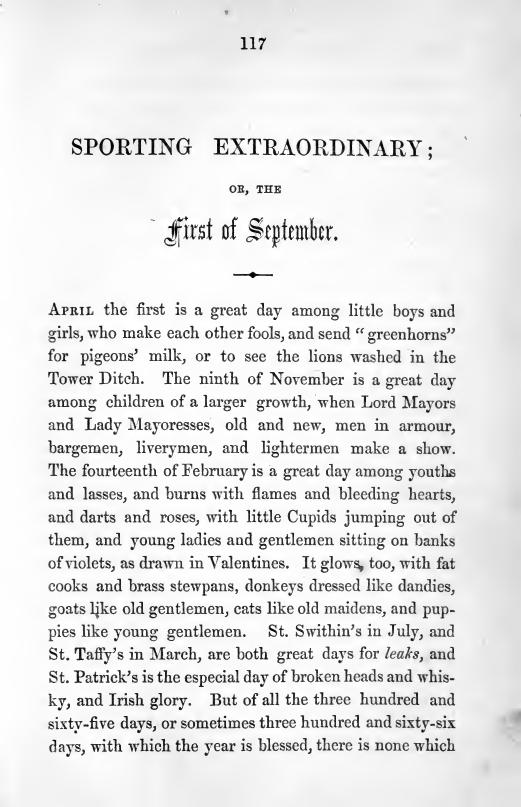 117
SPORTING EXTRAORDINARY;
OR, THE
First of September.
APRIL the first is a great day among little boys and
girls, who make each other fools, and send "greenhorns"
for pigeons' milk, or to see the lions washed in the
Tower Ditch. The ninth of November is a great day
among children of a larger growth, when Lord Mayors
and Lady Mayoresses, old and new, men in armour,
bargemen, liverymen, and lightermen make a show.
The fourteenth of February is a great day among youths
and lasses, and burns with flames and bleeding hearts,
and darts and roses, with little Cupids jumping out of
them, and young ladies and gentlemen sitting on banks
of violets, as drawn in Valentines. It glows, too, with fat
cooks and brass stewpans, donkeys dressed like dandies,
goats like old gentlemen, cats like old maidens, and pup-
pies like young gentlemen. St. Swithin's in July, and
St. Taffy's in March, are both great days for leaks, and
St. Patrick's is the especial day of broken heads and whis-
ky, and Irish glory. But of all the three hundred and
sixty-five days, or sometimes three hundred and sixty-six
days, with which the year is blessed, there is none which